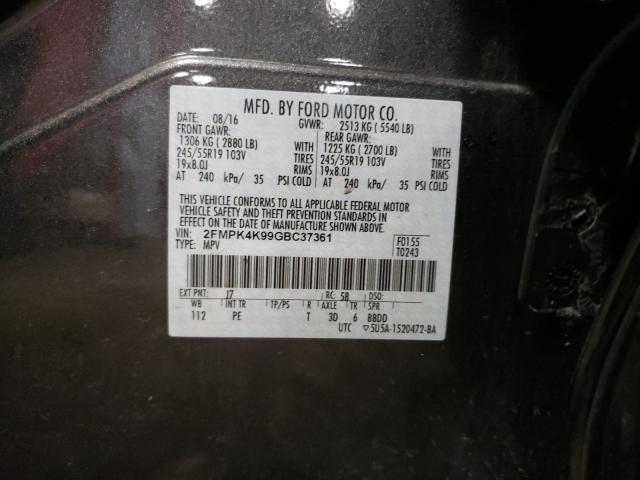 MFD. BY FORD MOTOR CO.
DATE: 08/16 GVWR: 2513 KG ( 5540 LB)
FRONT GAWR: REAR GAWR:
1306 KG ( 2880 LB) WITH 1225 KG ( 2700 LB) WITH
245/55R19 103V TIRES 245/55R19 103V TIRES
19x8.0J RIMS 19x8.0J RIMS
AT 240 kPa/ 35 PSI COLD AT 240 kPa/ 35 PSI COLD
THIS VEHICLE CONFORMS TO ALL APPLICABLE FEDERAL MOTOR
VEHICLE SAFETY AND THEFT PREVENTION STANDARDS IN
EFFECT ON THE DATE OF MANUFACTURE SHOWN ABOVE.
VIN: 2FMPK4K99GBC37361 F0155
TYPE: MPV T0243
EXT PNT: J7 RC: 58 DSO:
WB INT TR TP/PS R AXLE TR SPR
112 PE T 3D 6 BBDD
UTC ▽5U5A-1520472-BA